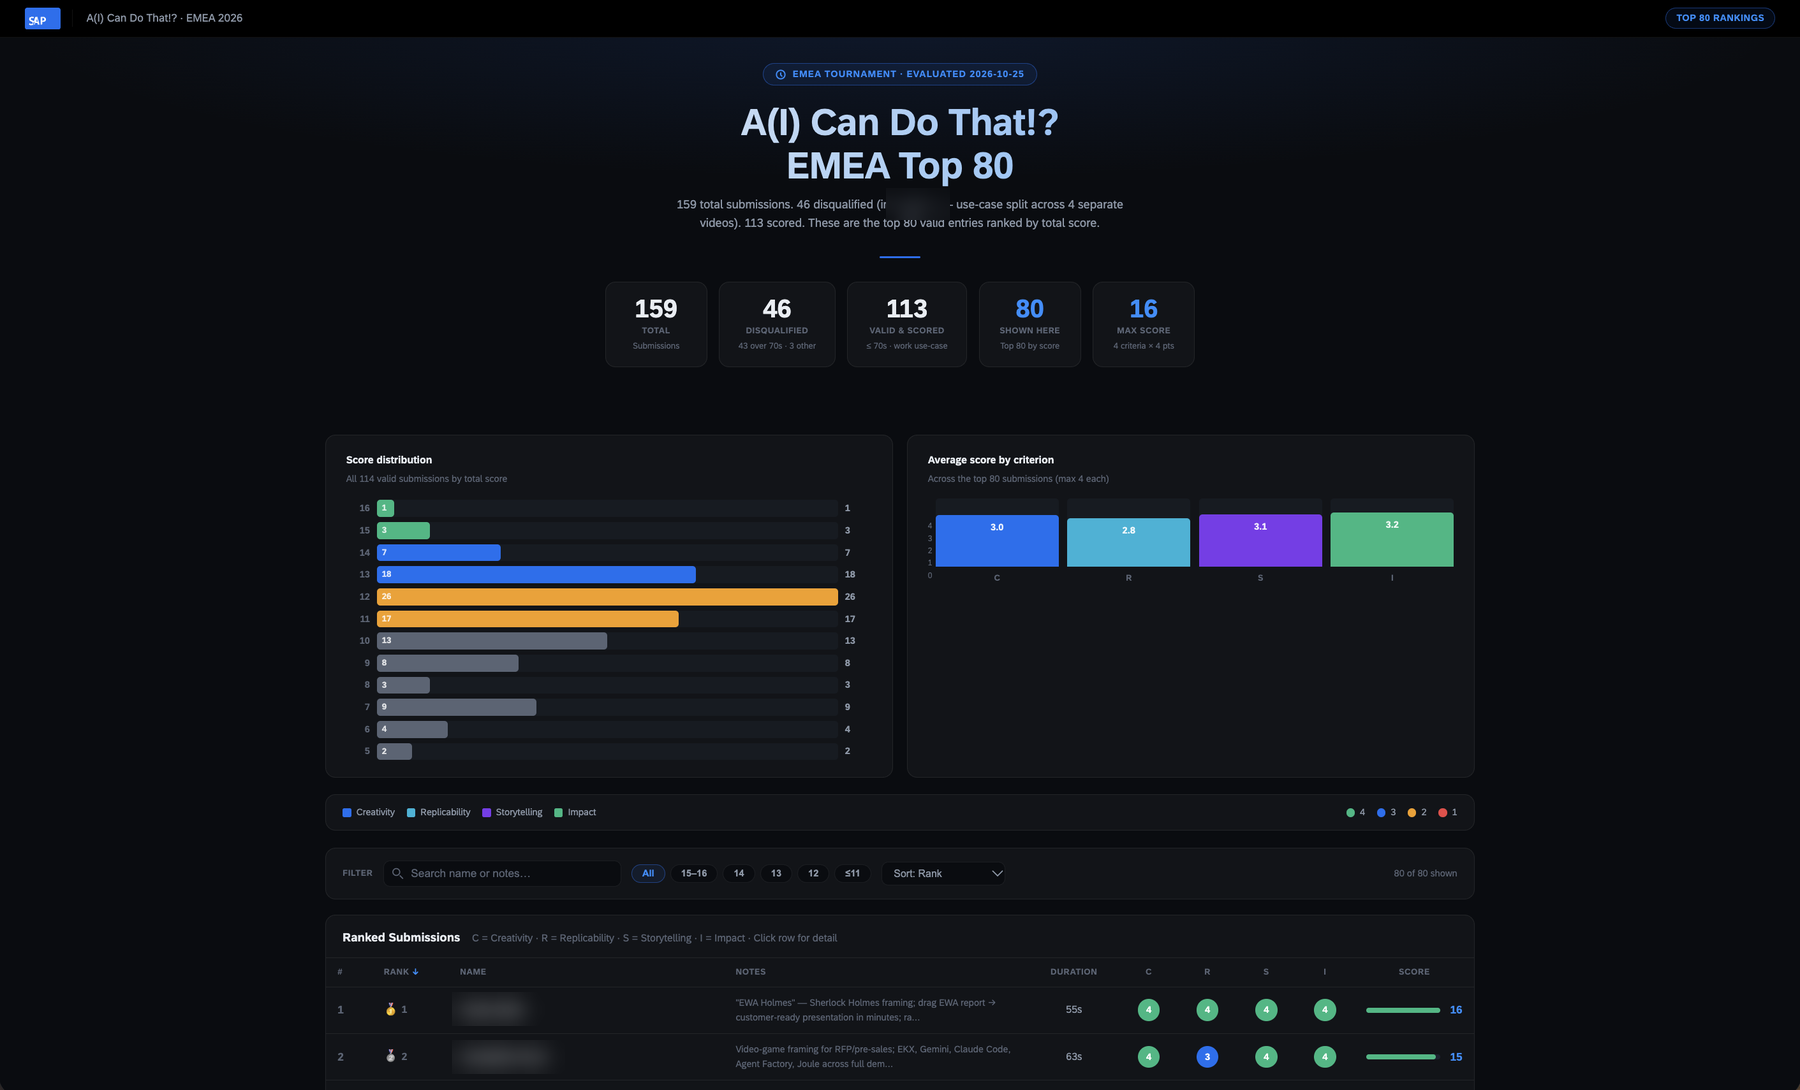 SAP
A(I) Can Do That!? · EMEA 2026
TOP 80 RANKINGS
EMEA TOURNAMENT · EVALUATED 2026-10-25
A(I) Can Do That!?
EMEA Top 80
159 total submissions. 46 disqualified ( - use-case split across 4 separate
videos). 113 scored. These are the top 80 valid entries ranked by total score.
159
TOTAL
Submissions
46
DISQUALIFIED
43 over 70s · 3 other
113
VALID & SCORED
≤ 70s · work use-case
80
SHOWN HERE
Top 80 by score
16
MAX SCORE
4 criteria × 4 pts
Score distribution
All 114 valid submissions by total score
16 1 1
15 3 3
14 7 7
13 18 18
12 26 26
11 17 17
10 13 13
9 8 8
8 3 3
7 9 9
6 4 4
5 2 2
Average score by criterion
Across the top 80 submissions (max 4 each)
4
3
2
1
0
3.0 2.8 3.1 3.2
C R S I
Creativity Replicability Storytelling Impact
4 3 2 1
FILTER Search name or notes... All 15–16 14 13 12 ≤11 Sort: Rank 80 of 80 shown
Ranked Submissions C = Creativity · R = Replicability · S = Storytelling · I = Impact · Click row for detail
# RANK ↓ NAME NOTES DURATION C R S I SCORE
1 1 "EWA Holmes" — Sherlock Holmes framing; drag EWA report → 55s 4 4 4 4 16
customer-ready presentation in minutes; ra...
2 2 Video-game framing for RFP/pre-sales; EKX, Gemini, Claude Code, 63s 4 3 4 4 15
Agent Factory, Joule across full dem...